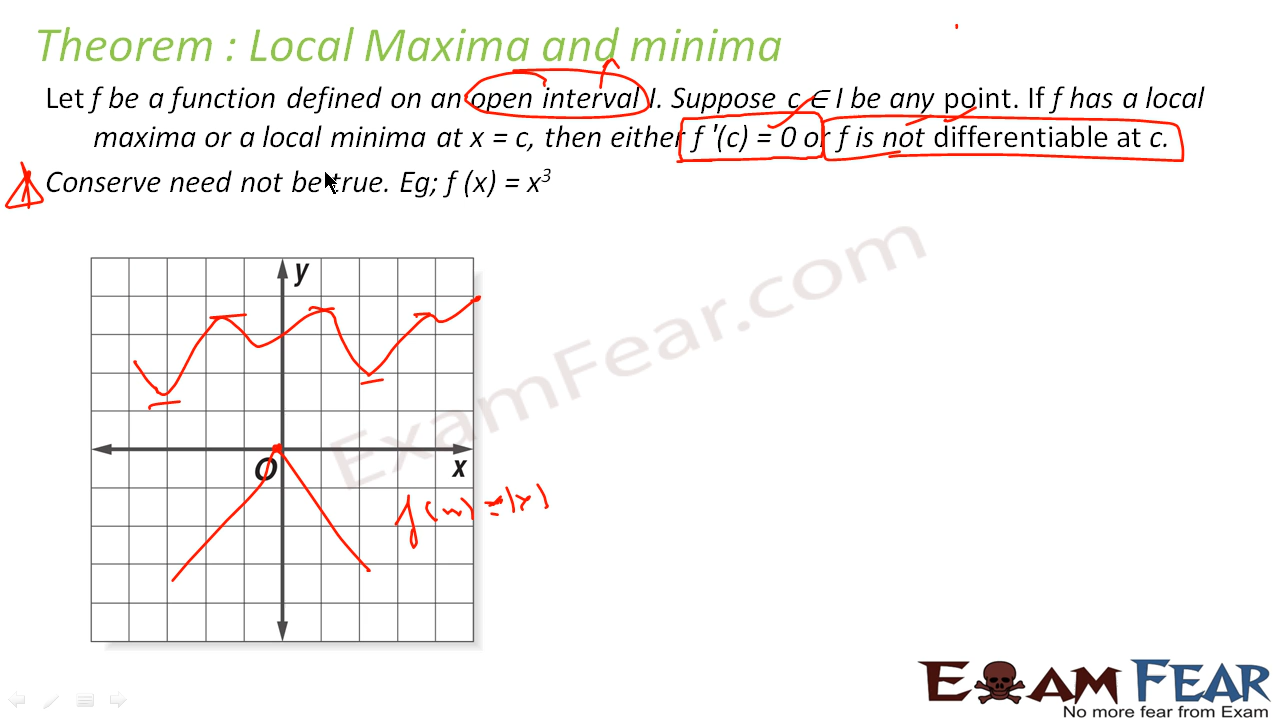 Theorem : Local Maxima and minima
Let f be a function defined on an open interval I. Suppose c ∈ I be any point. If f has a local
maxima or a local minima at x = c, then either f '(c) = 0 or f is not differentiable at c.
Conserve need not be true. Eg; f (x) = x³
y
ExamFear.com
O
x
f(x) = -|x|
EXAM FEAR
No more fear from Exam